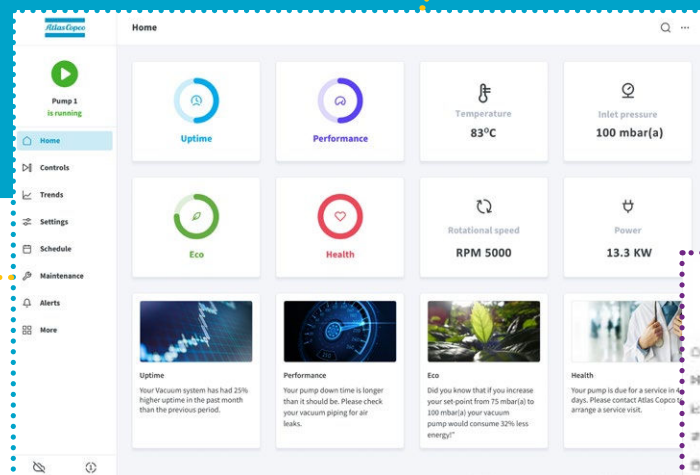 Atlas Copco
Home
Pump 1
is running
Home
Controls
Trends
Settings
Schedule
Maintenance
Alerts
More
Uptime
Performance
Temperature
83°C
Inlet pressure
100 mbar(a)
Eco
Health
Rotational speed
RPM 5000
Power
13.3 KW
Uptime
Your Vacuum system has had 25%
higher uptime in the past month
than the previous period.
Performance
Your pump down time is longer
than it should be. Please check
your vacuum piping for air
leaks.
Eco
Did you know that if you increase
your set-point from 75 mbar(a) to
100 mbar(a) your vacuum
pump would consume 32% less
energy!"
Health
Your pump is due for a service in 4
days. Please contact Atlas Copco to
arrange a service visit.